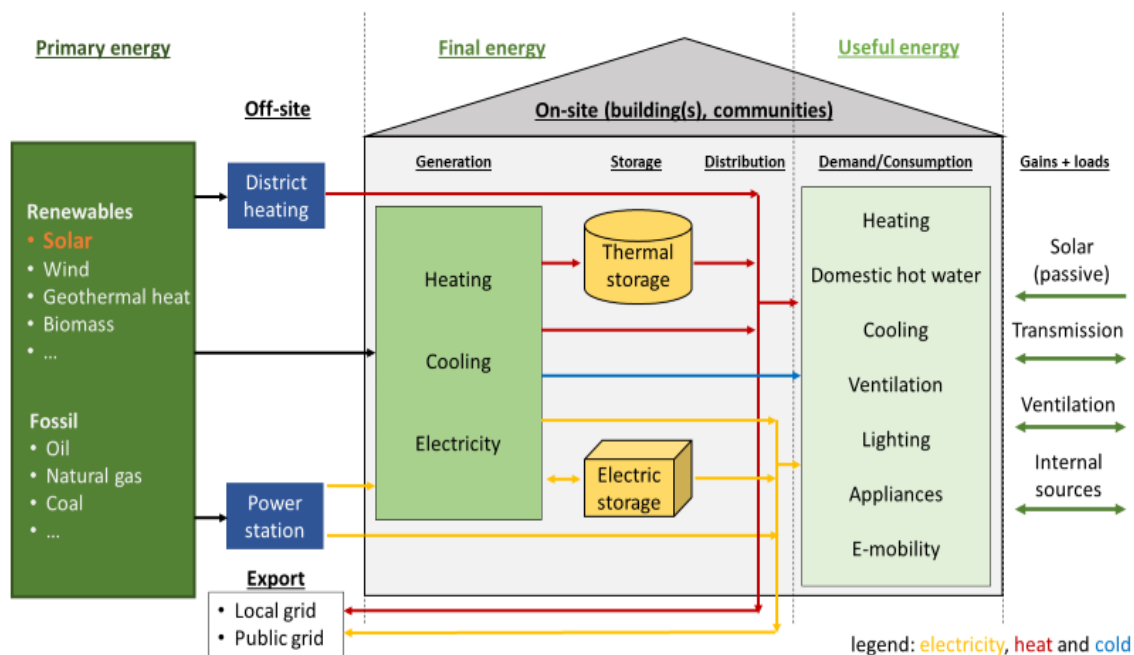 Primary energy
Final energy
Useful energy
Off-site
On-site (building(s), communities)
Generation
Storage
Distribution
Demand/Consumption
Gains + loads
District
heating
Renewables
• Solar
• Wind
• Geothermal heat
• Biomass
• ...
Fossil
• Oil
• Natural gas
• Coal
• ...
Power
station
Heating
Cooling
Electricity
Thermal
storage
Electric
storage
Heating
Domestic hot water
Cooling
Ventilation
Lighting
Appliances
E-mobility
Solar
(passive)
Transmission
Ventilation
Internal
sources
Export
• Local grid
• Public grid
legend: electricity, heat and cold